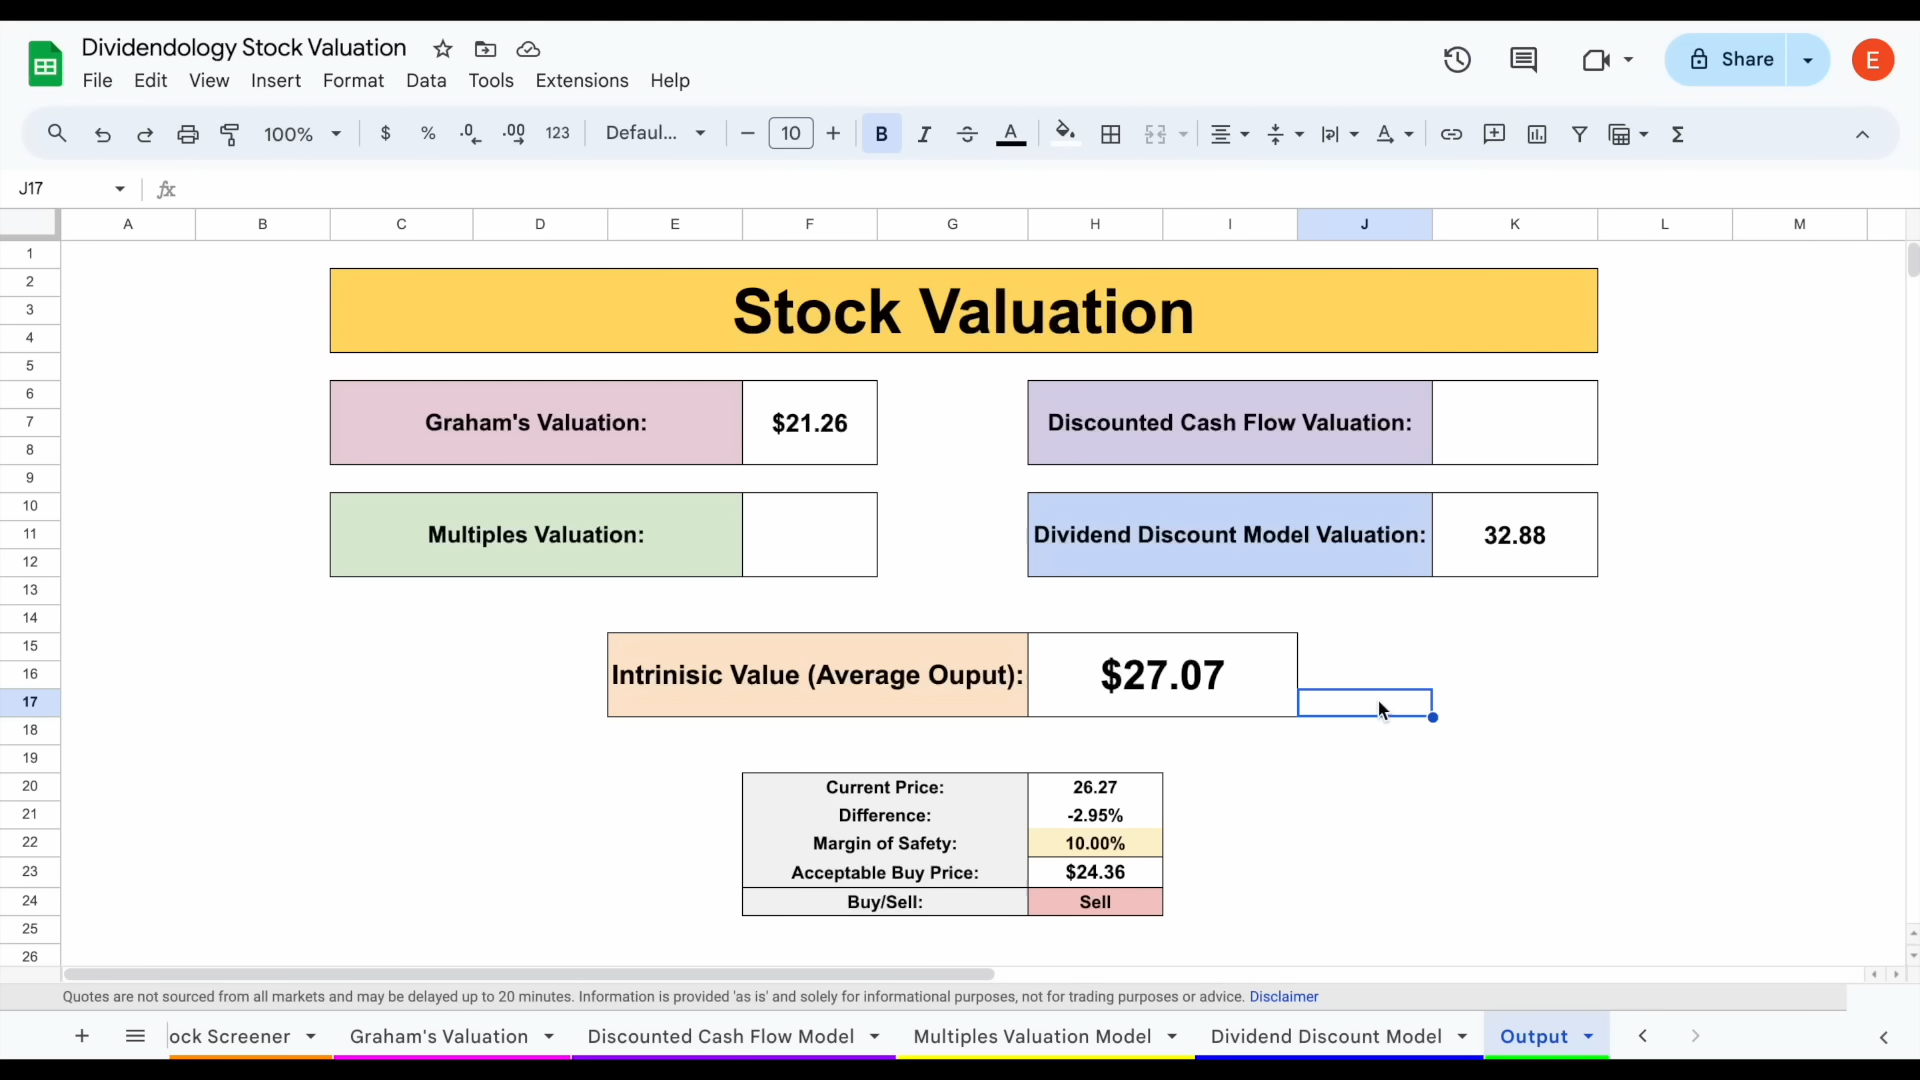 Dividendology Stock Valuation
File Edit View Insert Format Data Tools Extensions Help
Share
E
100% $ % .0 .00 123 Defaul... 10 B I A A Σ
J17 fx
A B C D E F G H I J K L M
1
2
3
4
5
6
7
8
9
10
11
12
13
14
15
16
17
18
19
20
21
22
23
24
25
26
Stock Valuation
Graham's Valuation: $21.26 Discounted Cash Flow Valuation:
Multiples Valuation: Dividend Discount Model Valuation: 32.88
Intrinisic Value (Average Ouput): $27.07
Current Price: 26.27
Difference: -2.95%
Margin of Safety: 10.00%
Acceptable Buy Price: $24.36
Buy/Sell: Sell
Quotes are not sourced from all markets and may be delayed up to 20 minutes. Information is provided 'as is' and solely for informational purposes, not for trading purposes or advice. Disclaimer
ock Screener Graham's Valuation Discounted Cash Flow Model Multiples Valuation Model Dividend Discount Model Output